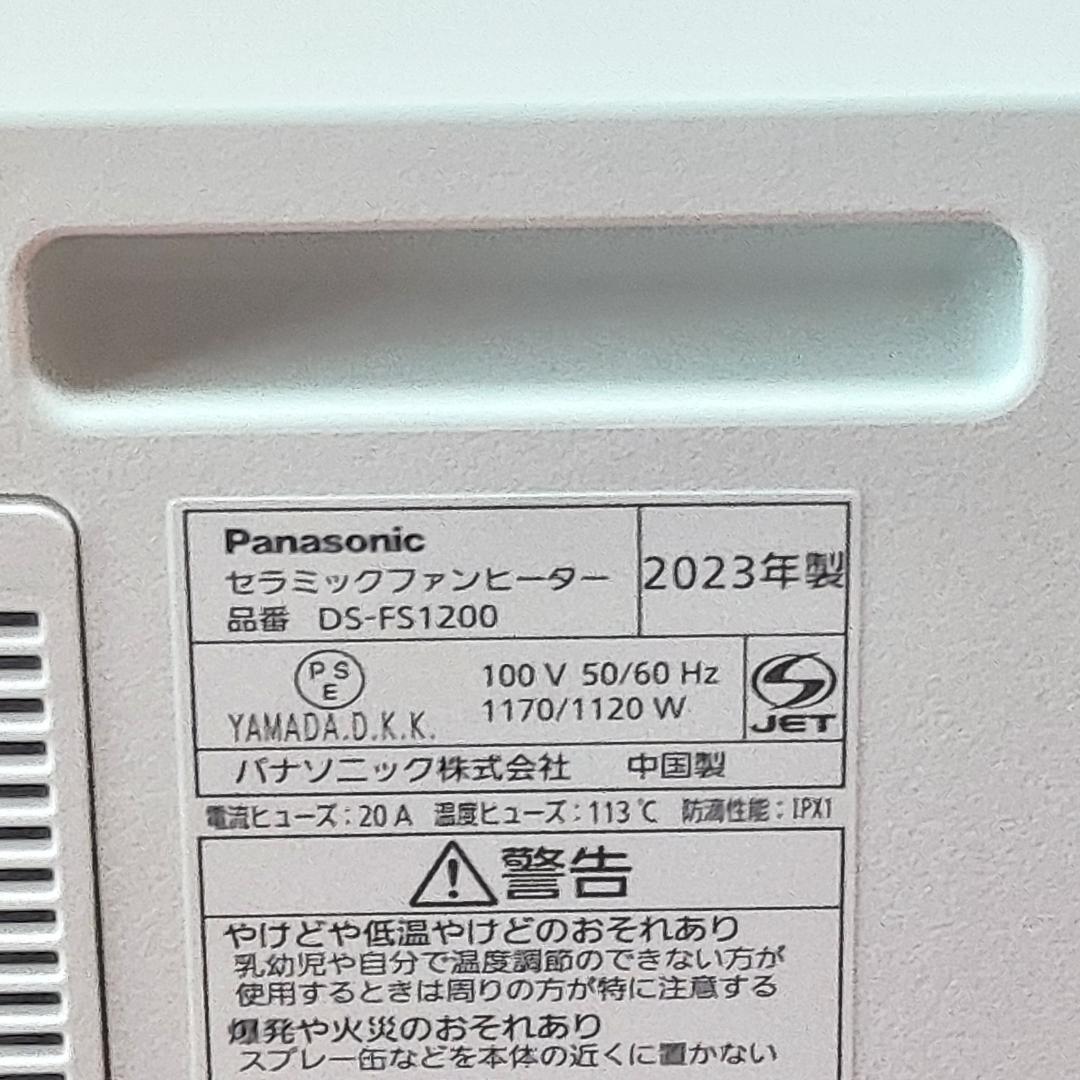 Panasonic
セラミックファンヒーター
品番 DS-FS1200
2023年製
PS
E
YAMADA.D.K.K.
100 V 50/60 Hz
1170/1120 W
JET
パナソニック株式会社 中国製
電流ヒューズ:20 A 温度ヒューズ:113℃ 防滴性能:IPX1
警告
やけどや低温やけどのおそれあり
乳幼児や自分で温度調節のできない方が
使用するときは周りの方が特に注意する
爆発や火災のおそれあり
スプレー缶などを本体の近くに置かない